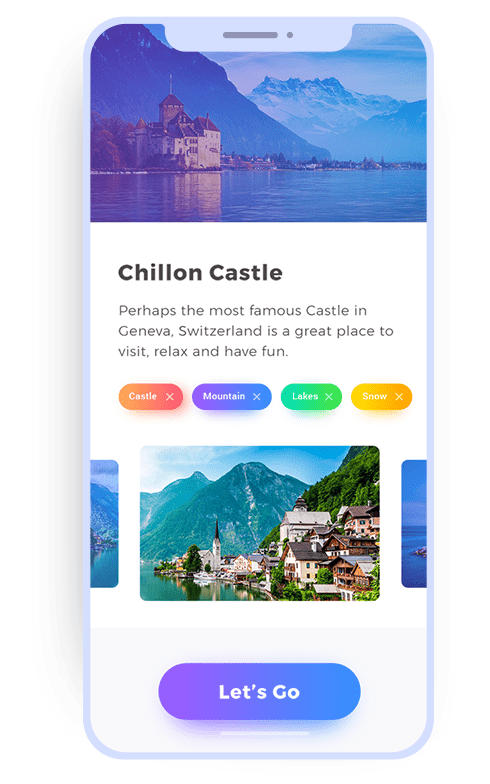 Chillon Castle
Perhaps the most famous Castle in
Geneva, Switzerland is a great place to
visit, relax and have fun.
Castle × Mountain × Lakes × Snow ×
Let's Go